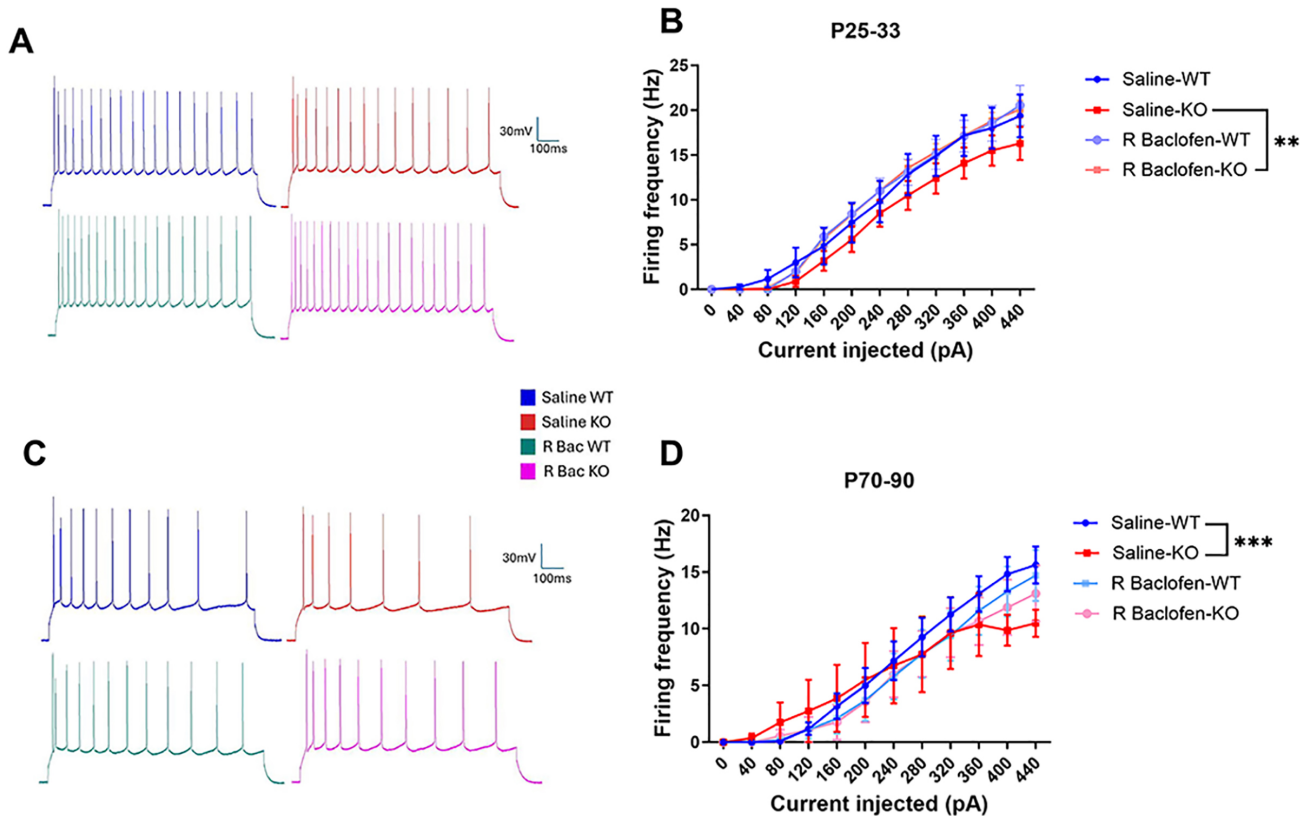 A
30mV
100ms
B
P25-33
Firing frequency (Hz)
25
20
15
10
5
0
0 40 80 120 160 200 240 280 320 360 400 440
Current injected (pA)
Saline-WT
Saline-KO
R Baclofen-WT
R Baclofen-KO
**
Saline WT
Saline KO
R Bac WT
R Bac KO
C
30mV
100ms
D
P70-90
Firing frequency (Hz)
20
15
10
5
0
0 40 80 120 160 200 240 280 320 360 400 440
Current injected (pA)
Saline-WT
Saline-KO
R Baclofen-WT
R Baclofen-KO
***